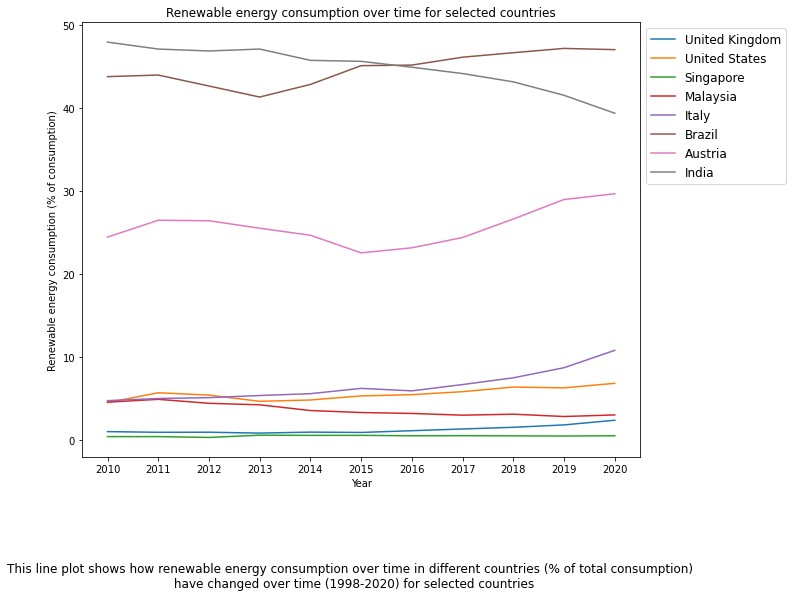 Renewable energy consumption over time for selected countries
50
40
30
20
10
0
Renewable energy consumption (% of consumption)
2010 2011 2012 2013 2014 2015 2016 2017 2018 2019 2020
Year
United Kingdom
United States
Singapore
Malaysia
Italy
Brazil
Austria
India
This line plot shows how renewable energy consumption over time in different countries (% of total consumption)
have changed over time (1998-2020) for selected countries